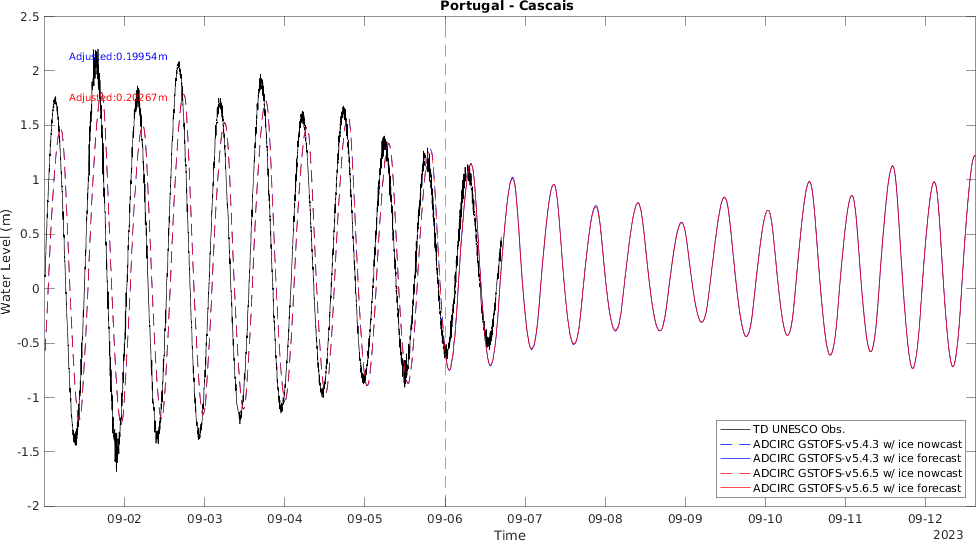 Portugal - Cascais
2.5
2
1.5
1
0.5
0
-0.5
-1
-1.5
-2
Water Level (m)
Adjusted:0.19954m
Adjusted:0.20267m
TD UNESCO Obs.
ADCIRC GSTOFS-v5.4.3 w/ ice nowcast
ADCIRC GSTOFS-v5.4.3 w/ ice forecast
ADCIRC GSTOFS-v5.6.5 w/ ice nowcast
ADCIRC GSTOFS-v5.6.5 w/ ice forecast
09-02 09-03 09-04 09-05 09-06 09-07 09-08 09-09 09-10 09-11 09-12
Time
2023